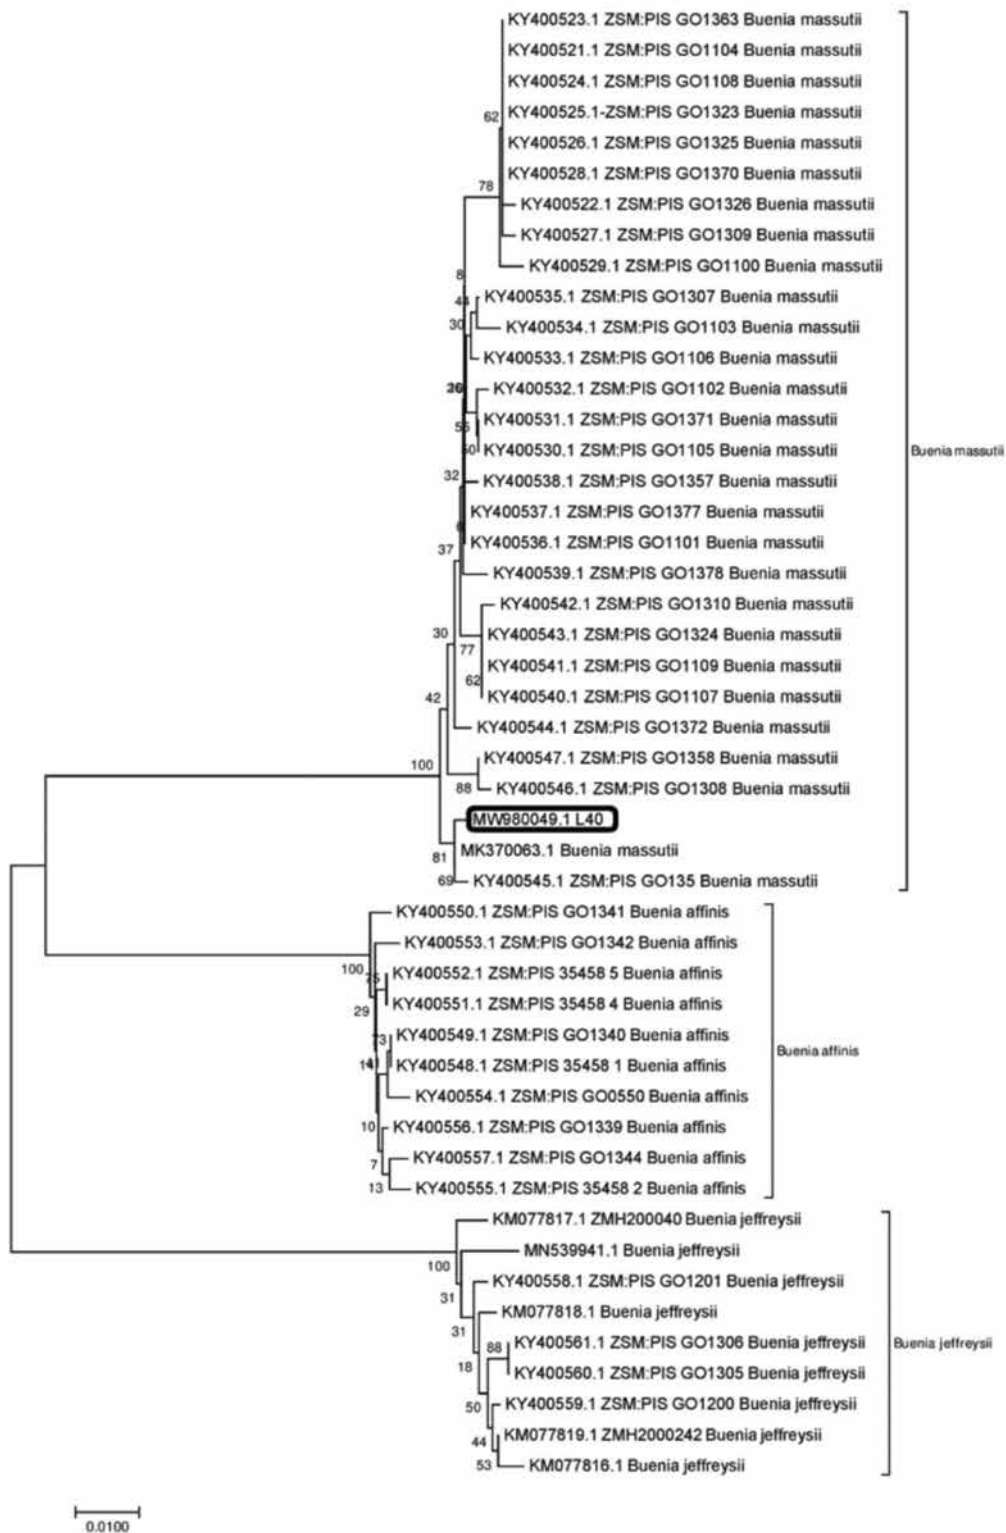 KY400523.1 ZSM:PIS GO1363 Buenia massutii
KY400521.1 ZSM:PIS GO1104 Buenia massutii
KY400524.1 ZSM:PIS GO1108 Buenia massutii
KY400525.1-ZSM:PIS GO1323 Buenia massutii
62
KY400526.1 ZSM:PIS GO1325 Buenia massutii
KY400528.1 ZSM:PIS GO1370 Buenia massutii
78
KY400522.1 ZSM:PIS GO1326 Buenia massutii
KY400527.1 ZSM:PIS GO1309 Buenia massutii
KY400529.1 ZSM:PIS GO1100 Buenia massutii
8
KY400535.1 ZSM:PIS GO1307 Buenia massutii
44
KY400534.1 ZSM:PIS GO1103 Buenia massutii
30
KY400533.1 ZSM:PIS GO1106 Buenia massutii
KY400532.1 ZSM:PIS GO1102 Buenia massutii
KY400531.1 ZSM:PIS GO1371 Buenia massutii
KY400530.1 ZSM:PIS GO1105 Buenia massutii
Buenia massutii
32
KY400538.1 ZSM:PIS GO1357 Buenia massutii
KY400537.1 ZSM:PIS GO1377 Buenia massutii
KY400536.1 ZSM:PIS GO1101 Buenia massutii
37
KY400539.1 ZSM:PIS GO1378 Buenia massutii
KY400542.1 ZSM:PIS GO1310 Buenia massutii
30
KY400543.1 ZSM:PIS GO1324 Buenia massutii
77
KY400541.1 ZSM:PIS GO1109 Buenia massutii
62
KY400540.1 ZSM:PIS GO1107 Buenia massutii
42
KY400544.1 ZSM:PIS GO1372 Buenia massutii
KY400547.1 ZSM:PIS GO1358 Buenia massutii
100
88
KY400546.1 ZSM:PIS GO1308 Buenia massutii
MW980049.1 L40
MK370063.1 Buenia massutii
81
69
KY400545.1 ZSM:PIS GO135 Buenia massutii
KY400550.1 ZSM:PIS GO1341 Buenia affinis
KY400553.1 ZSM:PIS GO1342 Buenia affinis
100
75
KY400552.1 ZSM:PIS 35458 5 Buenia affinis
KY400551.1 ZSM:PIS 35458 4 Buenia affinis
29
KY400549.1 ZSM:PIS GO1340 Buenia affinis
73
Buenia affinis
KY400548.1 ZSM:PIS 35458 1 Buenia affinis
KY400554.1 ZSM:PIS GO0550 Buenia affinis
10
KY400556.1 ZSM:PIS GO1339 Buenia affinis
7
KY400557.1 ZSM:PIS GO1344 Buenia affinis
13
KY400555.1 ZSM:PIS 35458 2 Buenia affinis
KM077817.1 ZMH200040 Buenia jeffreysii
MN539941.1 Buenia jeffreysii
100
KY400558.1 ZSM:PIS GO1201 Buenia jeffreysii
31
KM077818.1 Buenia jeffreysii
31
KY400561.1 ZSM:PIS GO1306 Buenia jeffreysii
88
Buenia jeffreysii
18
KY400560.1 ZSM:PIS GO1305 Buenia jeffreysii
50
KY400559.1 ZSM:PIS GO1200 Buenia jeffreysii
44
KM077819.1 ZMH2000242 Buenia jeffreysii
53
KM077816.1 Buenia jeffreysii
0.0100